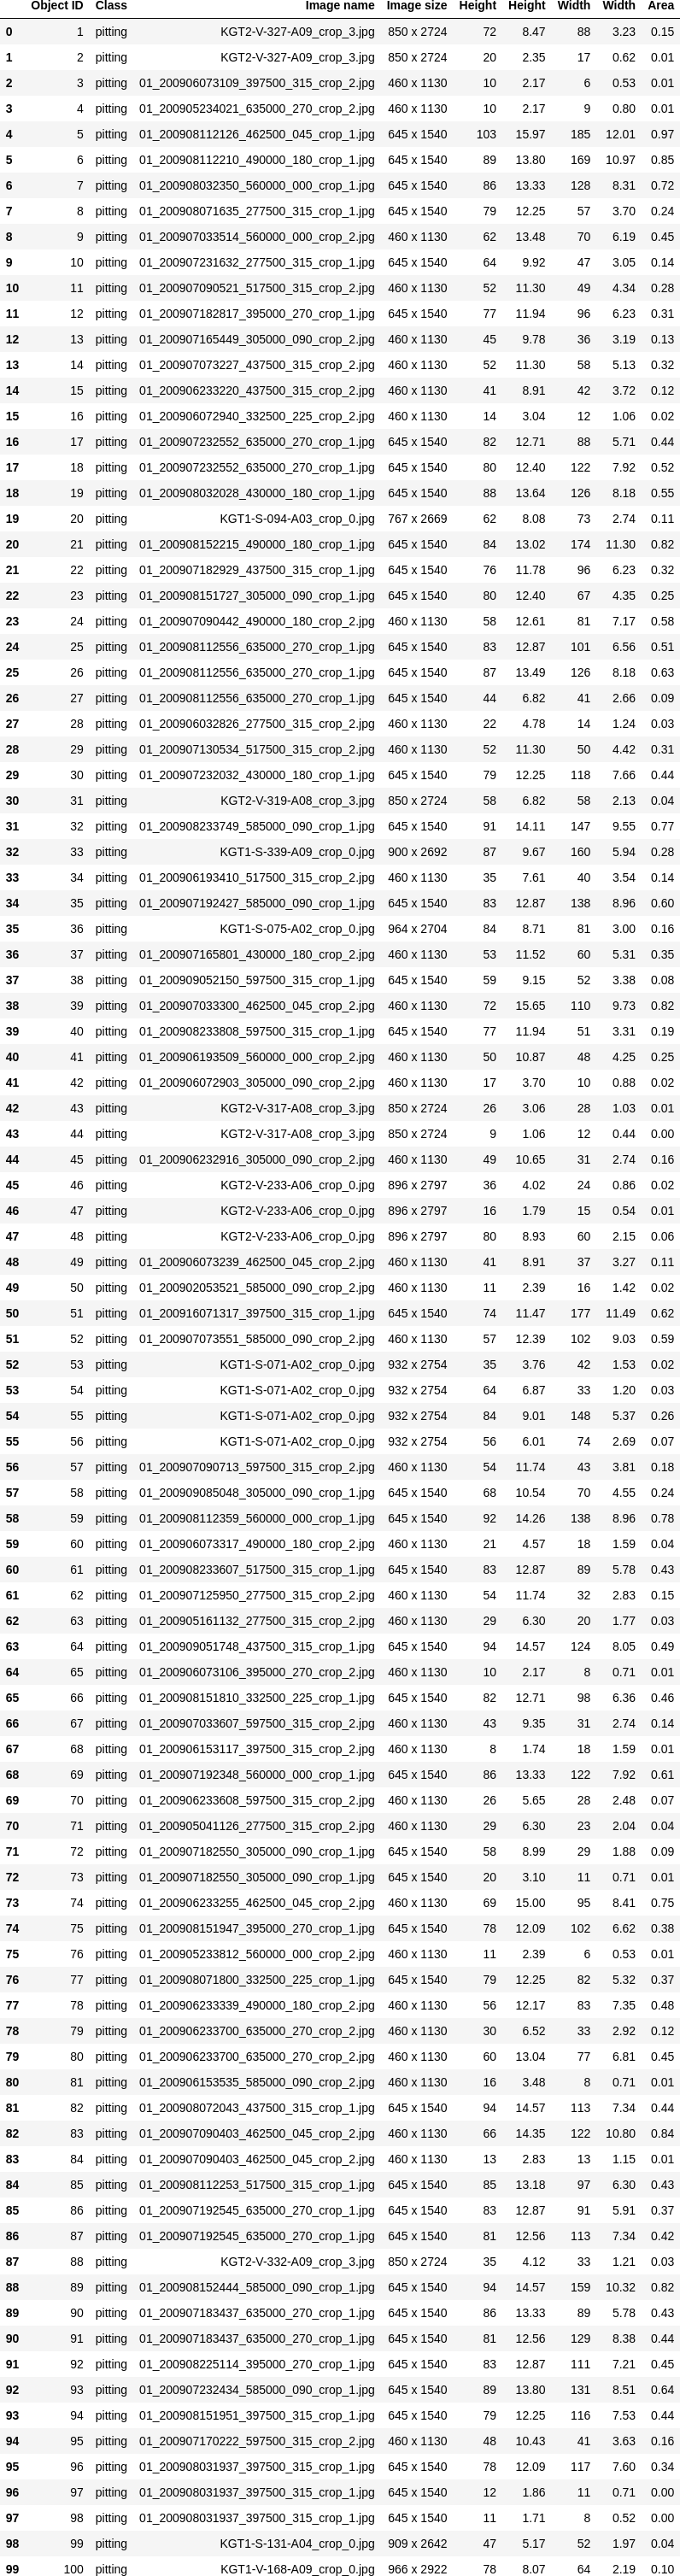 Object ID Class Image name Image size Height Height Width Width Area
0 1 pitting KGT2-V-327-A09_crop_3.jpg 850 x 2724 72 8.47 88 3.23 0.15
1 2 pitting KGT2-V-327-A09_crop_3.jpg 850 x 2724 20 2.35 17 0.62 0.01
2 3 pitting 01_200906073109_397500_315_crop_2.jpg 460 x 1130 10 2.17 6 0.53 0.01
3 4 pitting 01_200905234021_635000_270_crop_2.jpg 460 x 1130 10 2.17 9 0.80 0.01
4 5 pitting 01_200908112126_462500_045_crop_1.jpg 645 x 1540 103 15.97 185 12.01 0.97
5 6 pitting 01_200908112210_490000_180_crop_1.jpg 645 x 1540 89 13.80 169 10.97 0.85
6 7 pitting 01_200908032350_560000_000_crop_1.jpg 645 x 1540 86 13.33 128 8.31 0.72
7 8 pitting 01_200908071635_277500_315_crop_1.jpg 645 x 1540 79 12.25 57 3.70 0.24
8 9 pitting 01_200907033514_560000_000_crop_2.jpg 460 x 1130 62 13.48 70 6.19 0.45
9 10 pitting 01_200907231632_277500_315_crop_1.jpg 645 x 1540 64 9.92 47 3.05 0.14
10 11 pitting 01_200907090521_517500_315_crop_2.jpg 460 x 1130 52 11.30 49 4.34 0.28
11 12 pitting 01_200907182817_395000_270_crop_1.jpg 645 x 1540 77 11.94 96 6.23 0.31
12 13 pitting 01_200907165449_305000_090_crop_2.jpg 460 x 1130 45 9.78 36 3.19 0.13
13 14 pitting 01_200907073227_437500_315_crop_2.jpg 460 x 1130 52 11.30 58 5.13 0.32
14 15 pitting 01_200906233220_437500_315_crop_2.jpg 460 x 1130 41 8.91 42 3.72 0.12
15 16 pitting 01_200906072940_332500_225_crop_2.jpg 460 x 1130 14 3.04 12 1.06 0.02
16 17 pitting 01_200907232552_635000_270_crop_1.jpg 645 x 1540 82 12.71 88 5.71 0.44
17 18 pitting 01_200907232552_635000_270_crop_1.jpg 645 x 1540 80 12.40 122 7.92 0.52
18 19 pitting 01_200908032028_430000_180_crop_1.jpg 645 x 1540 88 13.64 126 8.18 0.55
19 20 pitting KGT1-S-094-A03_crop_0.jpg 767 x 2669 62 8.08 73 2.74 0.11
20 21 pitting 01_200908152215_490000_180_crop_1.jpg 645 x 1540 84 13.02 174 11.30 0.82
21 22 pitting 01_200907182929_437500_315_crop_1.jpg 645 x 1540 76 11.78 96 6.23 0.32
22 23 pitting 01_200908151727_305000_090_crop_1.jpg 645 x 1540 80 12.40 67 4.35 0.25
23 24 pitting 01_200907090442_490000_180_crop_2.jpg 460 x 1130 58 12.61 81 7.17 0.58
24 25 pitting 01_200908112556_635000_270_crop_1.jpg 645 x 1540 83 12.87 101 6.56 0.51
25 26 pitting 01_200908112556_635000_270_crop_1.jpg 645 x 1540 87 13.49 126 8.18 0.63
26 27 pitting 01_200908112556_635000_270_crop_1.jpg 645 x 1540 44 6.82 41 2.66 0.09
27 28 pitting 01_200906032826_277500_315_crop_2.jpg 460 x 1130 22 4.78 14 1.24 0.03
28 29 pitting 01_200907130534_517500_315_crop_2.jpg 460 x 1130 52 11.30 50 4.42 0.31
29 30 pitting 01_200907232032_430000_180_crop_1.jpg 645 x 1540 79 12.25 118 7.66 0.44
30 31 pitting KGT2-V-319-A08_crop_3.jpg 850 x 2724 58 6.82 58 2.13 0.04
31 32 pitting 01_200908233749_585000_090_crop_1.jpg 645 x 1540 91 14.11 147 9.55 0.77
32 33 pitting KGT1-S-339-A09_crop_0.jpg 900 x 2692 87 9.67 160 5.94 0.28
33 34 pitting 01_200906193410_517500_315_crop_2.jpg 460 x 1130 35 7.61 40 3.54 0.14
34 35 pitting 01_200907192427_585000_090_crop_1.jpg 645 x 1540 83 12.87 138 8.96 0.60
35 36 pitting KGT1-S-075-A02_crop_0.jpg 964 x 2704 84 8.71 81 3.00 0.16
36 37 pitting 01_200907165801_430000_180_crop_2.jpg 460 x 1130 53 11.52 60 5.31 0.35
37 38 pitting 01_200909052150_597500_315_crop_1.jpg 645 x 1540 59 9.15 52 3.38 0.08
38 39 pitting 01_200907033300_462500_045_crop_2.jpg 460 x 1130 72 15.65 110 9.73 0.82
39 40 pitting 01_200908233808_597500_315_crop_1.jpg 645 x 1540 77 11.94 51 3.31 0.19
40 41 pitting 01_200906193509_560000_000_crop_2.jpg 460 x 1130 50 10.87 48 4.25 0.25
41 42 pitting 01_200906072903_305000_090_crop_2.jpg 460 x 1130 17 3.70 10 0.88 0.02
42 43 pitting KGT2-V-317-A08_crop_3.jpg 850 x 2724 26 3.06 28 1.03 0.01
43 44 pitting KGT2-V-317-A08_crop_3.jpg 850 x 2724 9 1.06 12 0.44 0.00
44 45 pitting 01_200906232916_305000_090_crop_2.jpg 460 x 1130 49 10.65 31 2.74 0.16
45 46 pitting KGT2-V-233-A06_crop_0.jpg 896 x 2797 36 4.02 24 0.86 0.02
46 47 pitting KGT2-V-233-A06_crop_0.jpg 896 x 2797 16 1.79 15 0.54 0.01
47 48 pitting KGT2-V-233-A06_crop_0.jpg 896 x 2797 80 8.93 60 2.15 0.06
48 49 pitting 01_200906073239_462500_045_crop_2.jpg 460 x 1130 41 8.91 37 3.27 0.11
49 50 pitting 01_200902053521_585000_090_crop_2.jpg 460 x 1130 11 2.39 16 1.42 0.02
50 51 pitting 01_200916071317_397500_315_crop_1.jpg 645 x 1540 74 11.47 177 11.49 0.62
51 52 pitting 01_200907073551_585000_090_crop_2.jpg 460 x 1130 57 12.39 102 9.03 0.59
52 53 pitting KGT1-S-071-A02_crop_0.jpg 932 x 2754 35 3.76 42 1.53 0.02
53 54 pitting KGT1-S-071-A02_crop_0.jpg 932 x 2754 64 6.87 33 1.20 0.03
54 55 pitting KGT1-S-071-A02_crop_0.jpg 932 x 2754 84 9.01 148 5.37 0.26
55 56 pitting KGT1-S-071-A02_crop_0.jpg 932 x 2754 56 6.01 74 2.69 0.07
56 57 pitting 01_200907090713_597500_315_crop_2.jpg 460 x 1130 54 11.74 43 3.81 0.18
57 58 pitting 01_200909085048_305000_090_crop_1.jpg 645 x 1540 68 10.54 70 4.55 0.24
58 59 pitting 01_200908112359_560000_000_crop_1.jpg 645 x 1540 92 14.26 138 8.96 0.78
59 60 pitting 01_200906073317_490000_180_crop_2.jpg 460 x 1130 21 4.57 18 1.59 0.04
60 61 pitting 01_200908233607_517500_315_crop_1.jpg 645 x 1540 83 12.87 89 5.78 0.43
61 62 pitting 01_200907125950_277500_315_crop_2.jpg 460 x 1130 54 11.74 32 2.83 0.15
62 63 pitting 01_200905161132_277500_315_crop_2.jpg 460 x 1130 29 6.30 20 1.77 0.03
63 64 pitting 01_200909051748_437500_315_crop_1.jpg 645 x 1540 94 14.57 124 8.05 0.49
64 65 pitting 01_200906073106_395000_270_crop_2.jpg 460 x 1130 10 2.17 8 0.71 0.01
65 66 pitting 01_200908151810_332500_225_crop_1.jpg 645 x 1540 82 12.71 98 6.36 0.46
66 67 pitting 01_200907033607_597500_315_crop_2.jpg 460 x 1130 43 9.35 31 2.74 0.14
67 68 pitting 01_200906153117_397500_315_crop_2.jpg 460 x 1130 8 1.74 18 1.59 0.01
68 69 pitting 01_200907192348_560000_000_crop_1.jpg 645 x 1540 86 13.33 122 7.92 0.61
69 70 pitting 01_200906233608_597500_315_crop_2.jpg 460 x 1130 26 5.65 28 2.48 0.07
70 71 pitting 01_200905041126_277500_315_crop_2.jpg 460 x 1130 29 6.30 23 2.04 0.04
71 72 pitting 01_200907182550_305000_090_crop_1.jpg 645 x 1540 58 8.99 29 1.88 0.09
72 73 pitting 01_200907182550_305000_090_crop_1.jpg 645 x 1540 20 3.10 11 0.71 0.01
73 74 pitting 01_200906233255_462500_045_crop_2.jpg 460 x 1130 69 15.00 95 8.41 0.75
74 75 pitting 01_200908151947_395000_270_crop_1.jpg 645 x 1540 78 12.09 102 6.62 0.38
75 76 pitting 01_200905233812_560000_000_crop_2.jpg 460 x 1130 11 2.39 6 0.53 0.01
76 77 pitting 01_200908071800_332500_225_crop_1.jpg 645 x 1540 79 12.25 82 5.32 0.37
77 78 pitting 01_200906233339_490000_180_crop_2.jpg 460 x 1130 56 12.17 83 7.35 0.48
78 79 pitting 01_200906233700_635000_270_crop_2.jpg 460 x 1130 30 6.52 33 2.92 0.12
79 80 pitting 01_200906233700_635000_270_crop_2.jpg 460 x 1130 60 13.04 77 6.81 0.45
80 81 pitting 01_200906153535_585000_090_crop_2.jpg 460 x 1130 16 3.48 8 0.71 0.01
81 82 pitting 01_200908072043_437500_315_crop_1.jpg 645 x 1540 94 14.57 113 7.34 0.44
82 83 pitting 01_200907090403_462500_045_crop_2.jpg 460 x 1130 66 14.35 122 10.80 0.84
83 84 pitting 01_200907090403_462500_045_crop_2.jpg 460 x 1130 13 2.83 13 1.15 0.01
84 85 pitting 01_200908112253_517500_315_crop_1.jpg 645 x 1540 85 13.18 97 6.30 0.43
85 86 pitting 01_200907192545_635000_270_crop_1.jpg 645 x 1540 83 12.87 91 5.91 0.37
86 87 pitting 01_200907192545_635000_270_crop_1.jpg 645 x 1540 81 12.56 113 7.34 0.42
87 88 pitting KGT2-V-332-A09_crop_3.jpg 850 x 2724 35 4.12 33 1.21 0.03
88 89 pitting 01_200908152444_585000_090_crop_1.jpg 645 x 1540 94 14.57 159 10.32 0.82
89 90 pitting 01_200907183437_635000_270_crop_1.jpg 645 x 1540 86 13.33 89 5.78 0.43
90 91 pitting 01_200907183437_635000_270_crop_1.jpg 645 x 1540 81 12.56 129 8.38 0.44
91 92 pitting 01_200908225114_395000_270_crop_1.jpg 645 x 1540 83 12.87 111 7.21 0.45
92 93 pitting 01_200907232434_585000_090_crop_1.jpg 645 x 1540 89 13.80 131 8.51 0.64
93 94 pitting 01_200908151951_397500_315_crop_1.jpg 645 x 1540 79 12.25 116 7.53 0.44
94 95 pitting 01_200907170222_597500_315_crop_2.jpg 460 x 1130 48 10.43 41 3.63 0.16
95 96 pitting 01_200908031937_397500_315_crop_1.jpg 645 x 1540 78 12.09 117 7.60 0.34
96 97 pitting 01_200908031937_397500_315_crop_1.jpg 645 x 1540 12 1.86 11 0.71 0.00
97 98 pitting 01_200908031937_397500_315_crop_1.jpg 645 x 1540 11 1.71 8 0.52 0.00
98 99 pitting KGT1-S-131-A04_crop_0.jpg 909 x 2642 47 5.17 52 1.97 0.04
99 100 pitting KGT1-V-168-A09_crop_0.jpg 966 x 2922 78 8.07 64 2.19 0.10